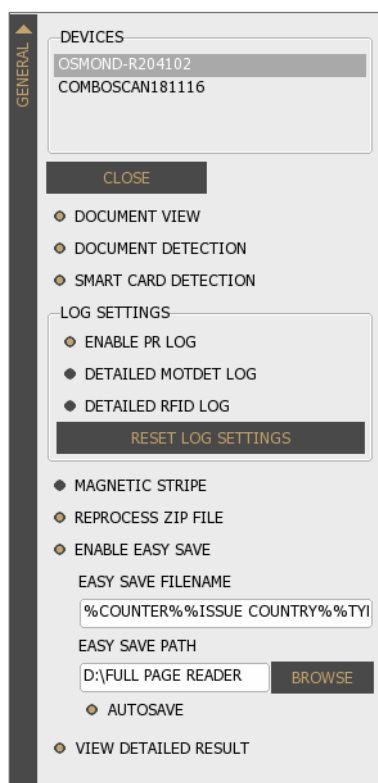 GENERAL
DEVICES
OSMOND-R204102
COMBOSCAN181116
CLOSE
DOCUMENT VIEW
DOCUMENT DETECTION
SMART CARD DETECTION
LOG SETTINGS
ENABLE PR LOG
DETAILED MOTDET LOG
DETAILED RFID LOG
RESET LOG SETTINGS
MAGNETIC STRIPE
REPROCESS ZIP FILE
ENABLE EASY SAVE
EASY SAVE FILENAME
%COUNTER%%ISSUE COUNTRY%%TYI
EASY SAVE PATH
D:\FULL PAGE READER BROWSE
AUTOSAVE
VIEW DETAILED RESULT